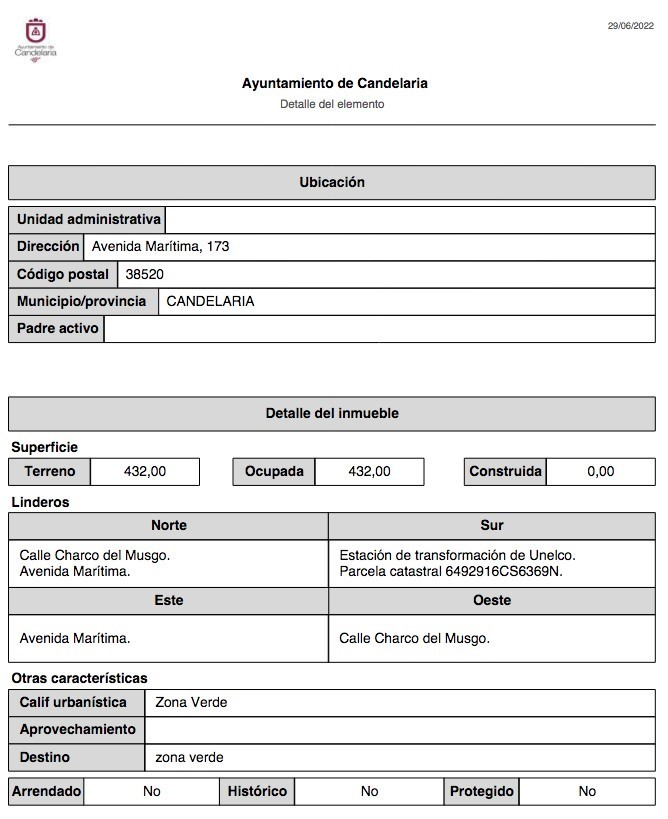 29/06/2022
Ayuntamiento de
Candelaria
Ayuntamiento de Candelaria
Detalle del elemento
Ubicación
Unidad administrativa
Dirección Avenida Marítima, 173
Código postal 38520
Municipio/provincia CANDELARIA
Padre activo
Detalle del inmueble
Superficie
Terreno 432,00 Ocupada 432,00 Construida 0,00
Linderos
Norte Sur
Calle Charco del Musgo. Estación de transformación de Unelco.
Avenida Marítima. Parcela catastral 6492916CS6369N.
Este Oeste
Avenida Marítima. Calle Charco del Musgo.
Otras características
Calif urbanística Zona Verde
Aprovechamiento
Destino zona verde
Arrendado No Histórico No Protegido No